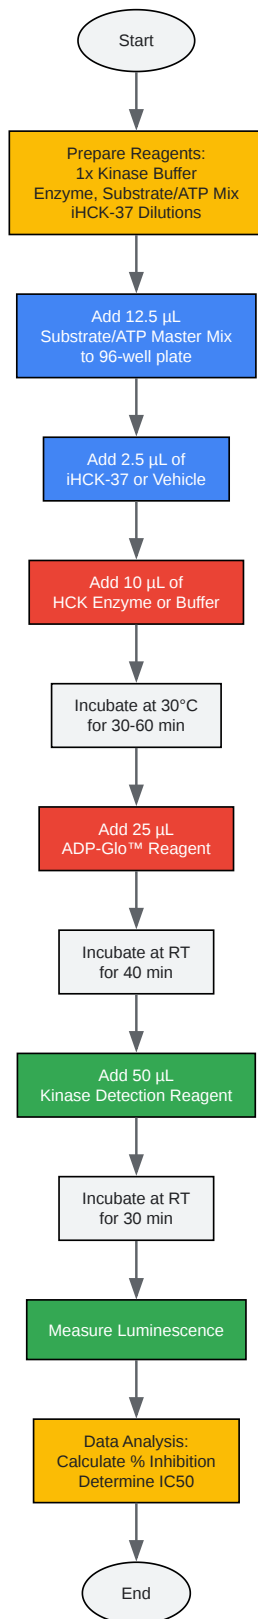 Start
Prepare Reagents:
1x Kinase Buffer
Enzyme, Substrate/ATP Mix
iHCK-37 Dilutions
Add 12.5 µL
Substrate/ATP Master Mix
to 96-well plate
Add 2.5 µL of
iHCK-37 or Vehicle
Add 10 µL of
HCK Enzyme or Buffer
Incubate at 30°C
for 30-60 min
Add 25 µL
ADP-Glo™ Reagent
Incubate at RT
for 40 min
Add 50 µL
Kinase Detection Reagent
Incubate at RT
for 30 min
Measure Luminescence
Data Analysis:
Calculate % Inhibition
Determine IC50
End